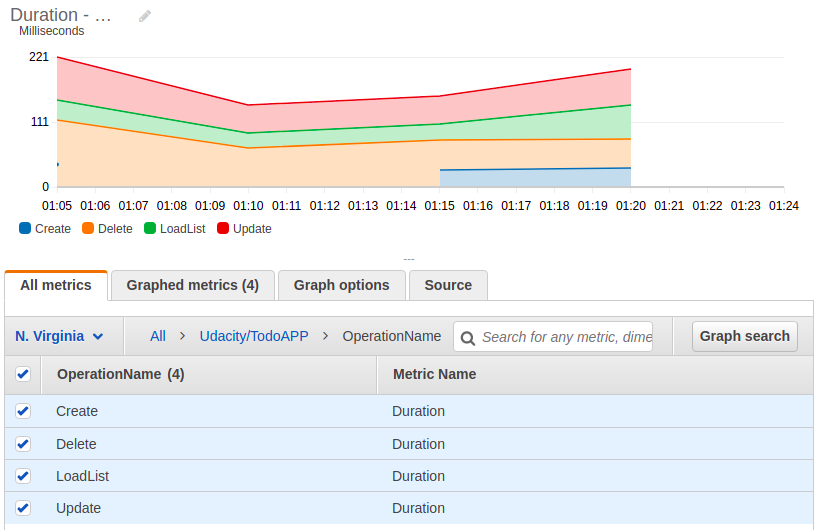 Duration - ...
Milliseconds
221
111
0
01:05 01:06 01:07 01:08 01:09 01:10 01:11 01:12 01:13 01:14 01:15 01:16 01:17 01:18 01:19 01:20 01:21 01:22 01:23 01:24
Create Delete LoadList Update
---
All metrics Graphed metrics (4) Graph options Source
N. Virginia All > Udacity/TodoAPP > OperationName Search for any metric, dime Graph search
OperationName (4) Metric Name
Create Duration
Delete Duration
LoadList Duration
Update Duration